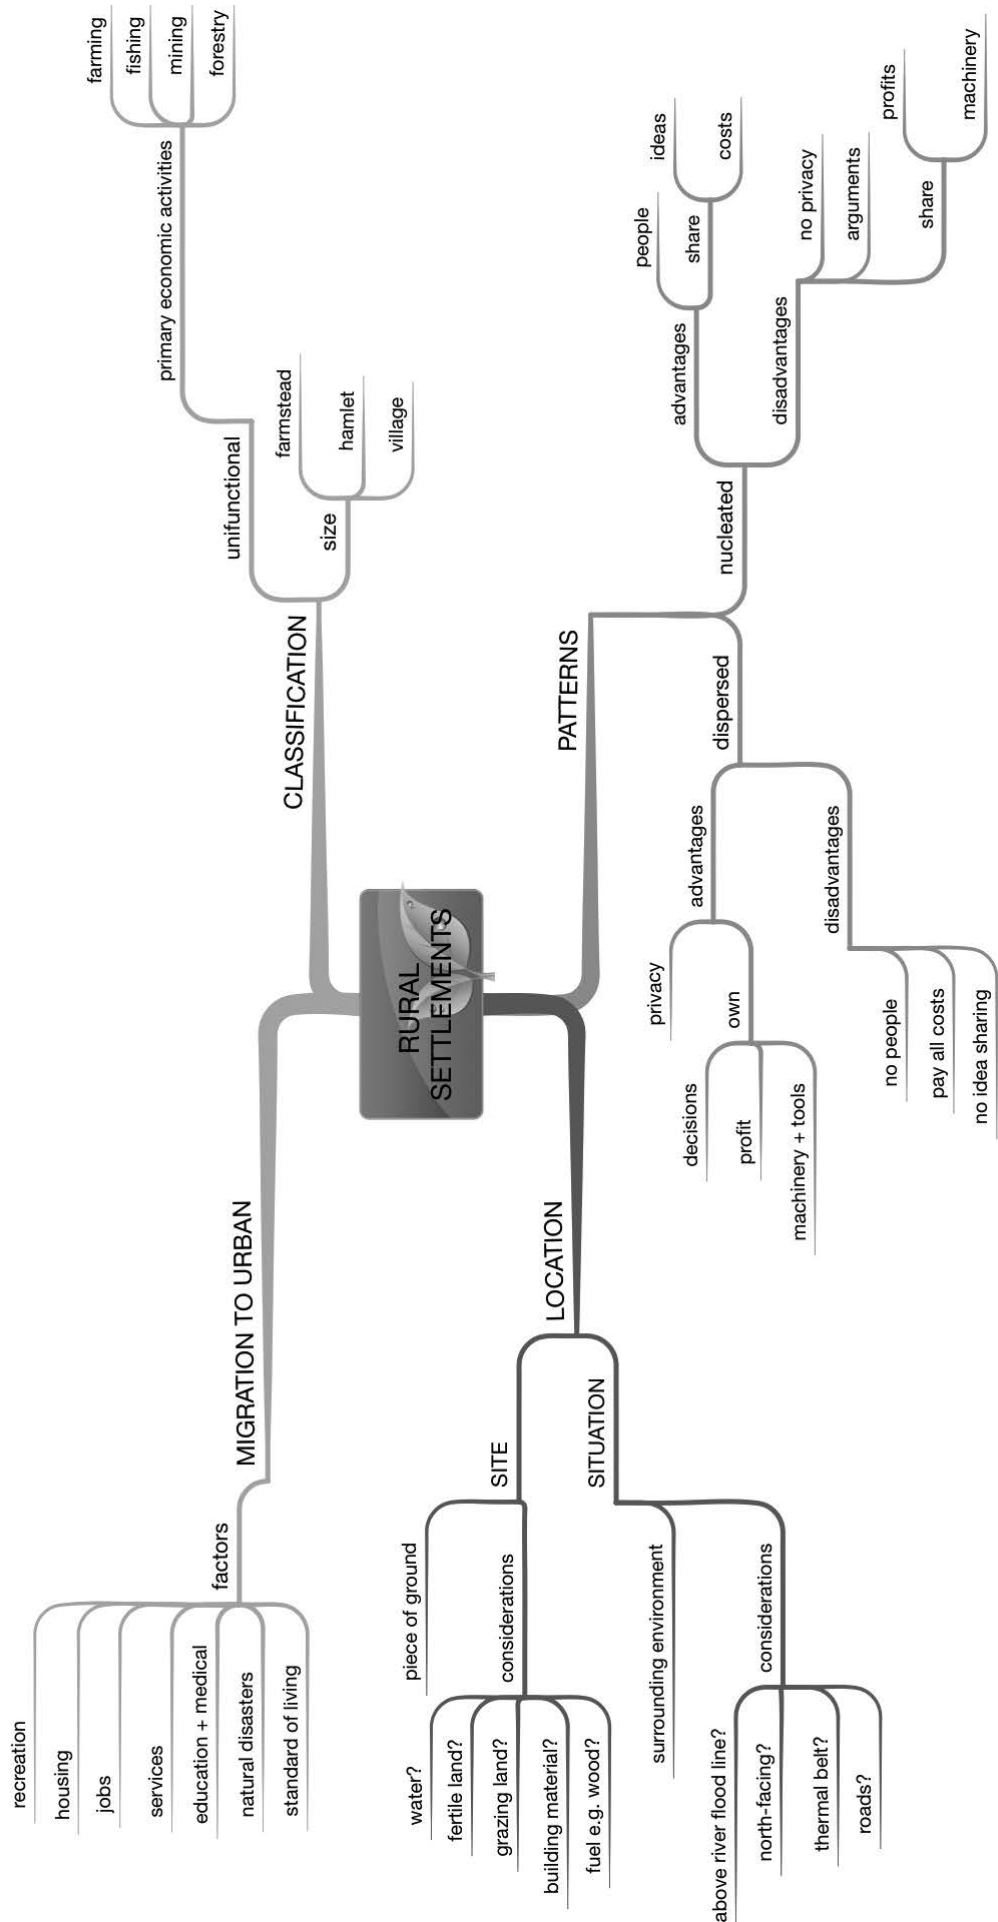 RURAL
SETTLEMENTS
CLASSIFICATION
unifunctional
primary economic activities
farming
fishing
mining
forestry
size
farmstead
hamlet
village
PATTERNS
nucleated
advantages
people
share
ideas
costs
disadvantages
no privacy
arguments
share
profits
machinery
dispersed
advantages
privacy
own
decisions
profit
machinery + tools
disadvantages
no people
pay all costs
no idea sharing
LOCATION
SITE
piece of ground
considerations
water?
fertile land?
grazing land?
building material?
fuel e.g. wood?
SITUATION
surrounding environment
considerations
above river flood line?
north-facing?
thermal belt?
roads?
MIGRATION TO URBAN
factors
recreation
housing
jobs
services
education + medical
natural disasters
standard of living